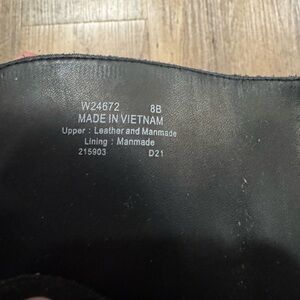 W24672 8B
MADE IN VIETNAM
Upper : Leather and Manmade
Lining : Manmade
215903 D21